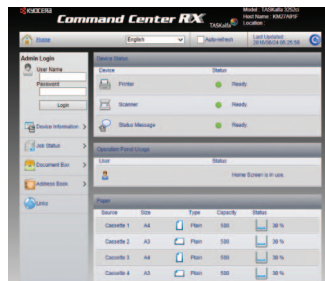 KYOCERA
Command Center RX
TASKalfa
Model : TASKalfa 3252ci
Host Name : KM27A91F
Location :
Home
English
Auto-refresh
Last Updated :
2018/08/24 08:25:58
Admin Login
User Name
Password
Login
Device Information
Job Status
Document Box
Address Book
Links
Device Status
Device Status
Printer Ready.
Scanner Ready.
Status Message Ready.
Operation Panel Usage
User Status
Home Screen is in use.
Paper
Source Size Type Capacity Status
Cassette 1 A4 Plain 500 30 %
Cassette 2 A3 Plain 500 30 %
Cassette 3 A4 Plain 500 30 %
Cassette 4 A3 Plain 500 30 %